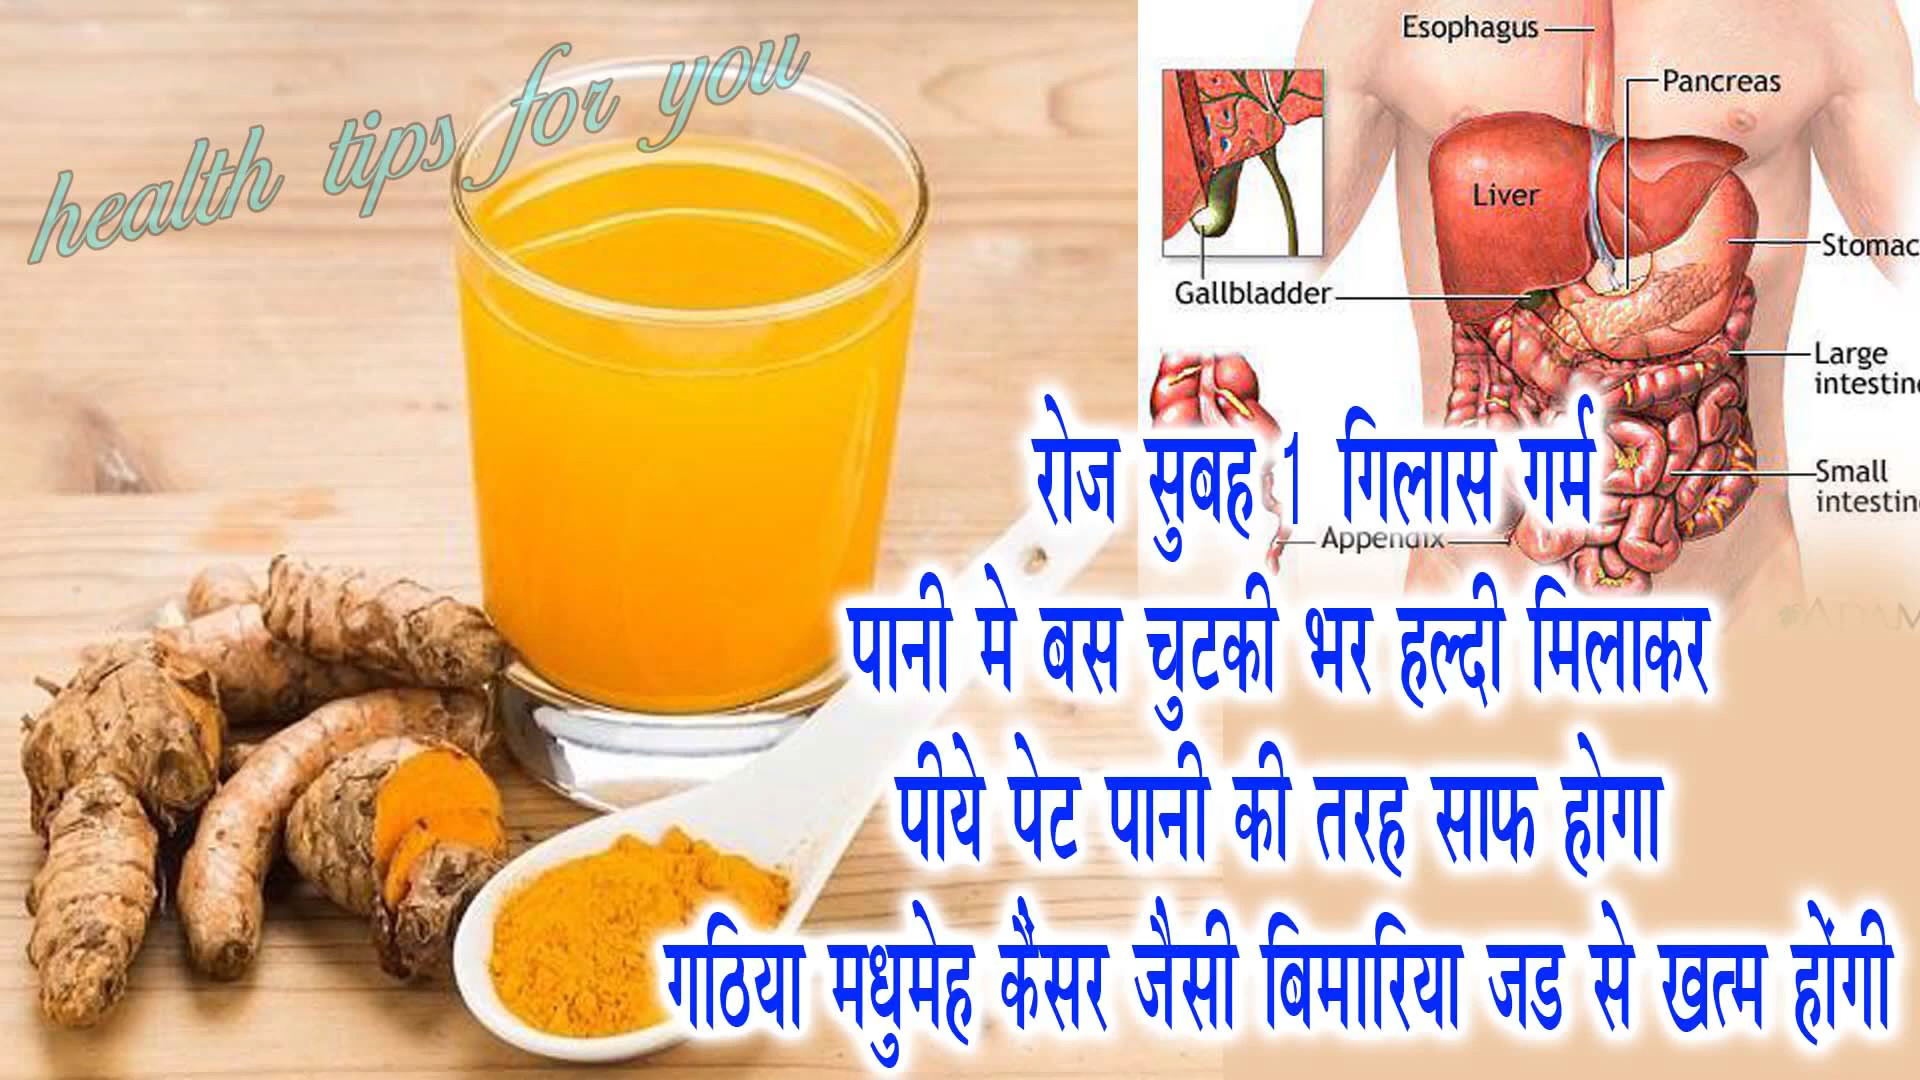 health tips for you
Esophagus
Pancreas
Liver
Stomac
Gallbladder
Large
intestin
Small
intestin
Appendix
ADAM
रोज सुबह 1 गिलास गर्म
पानी मे बस चुटकी भर हल्दी मिलाकर
पीये पेट पानी की तरह साफ होगा
गठिया मधुमेह कैंसर जैसी बिमारिया जड से खत्म होंगी